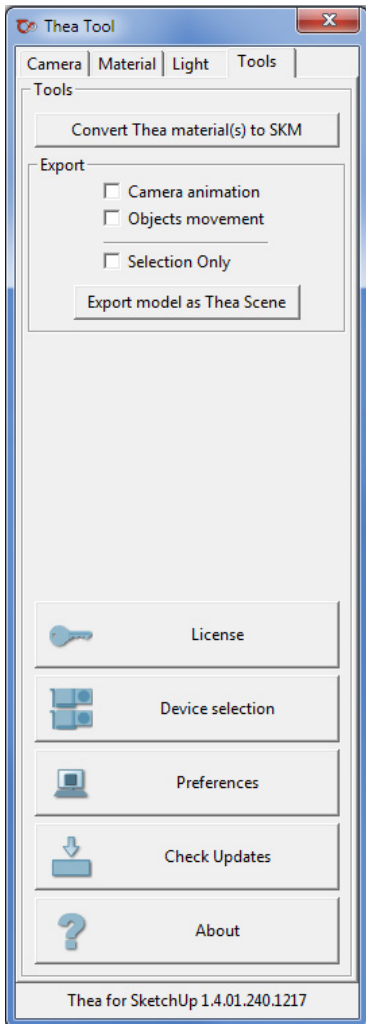 Thea Tool
Camera Material Light Tools
Tools
Convert Thea material(s) to SKM
Export
Camera animation
Objects movement
Selection Only
Export model as Thea Scene
License
Device selection
Preferences
Check Updates
About
Thea for SketchUp 1.4.01.240.1217